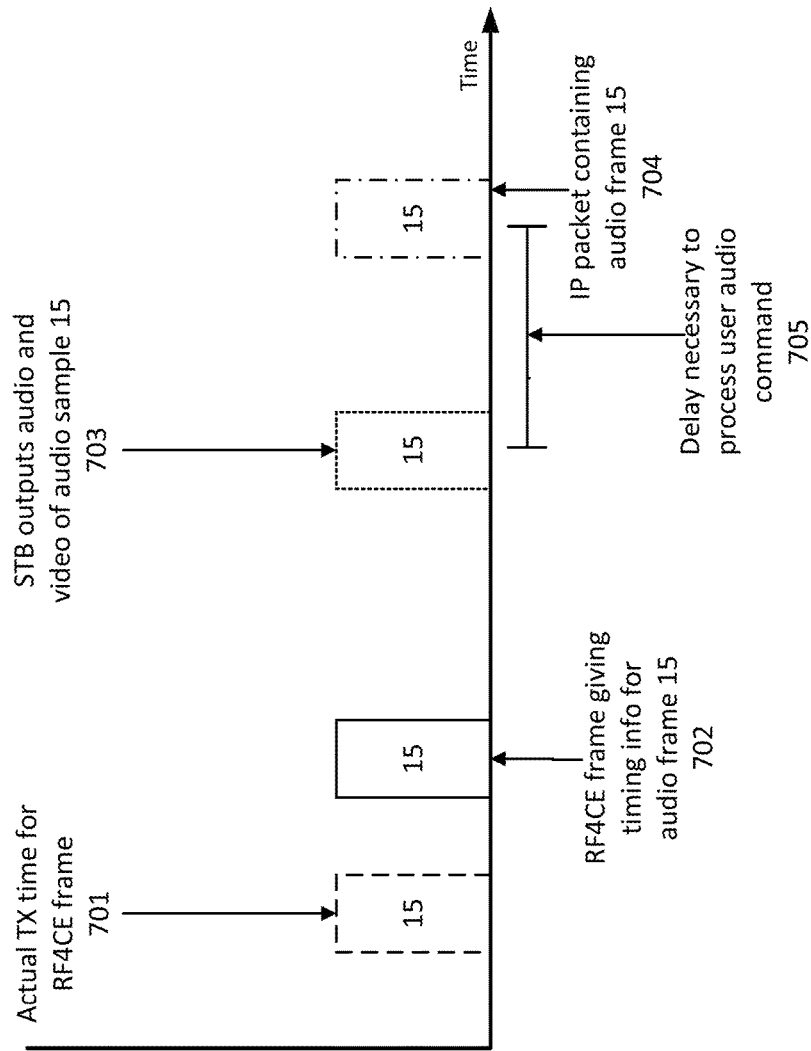 Actual TX time for
RF4CE frame
701
STB outputs audio and
video of audio sample 15
703
15
15
15
15
Time
RF4CE frame giving
timing info for
audio frame 15
702
IP packet containing
audio frame 15
704
Delay necessary to
process user audio
command
705